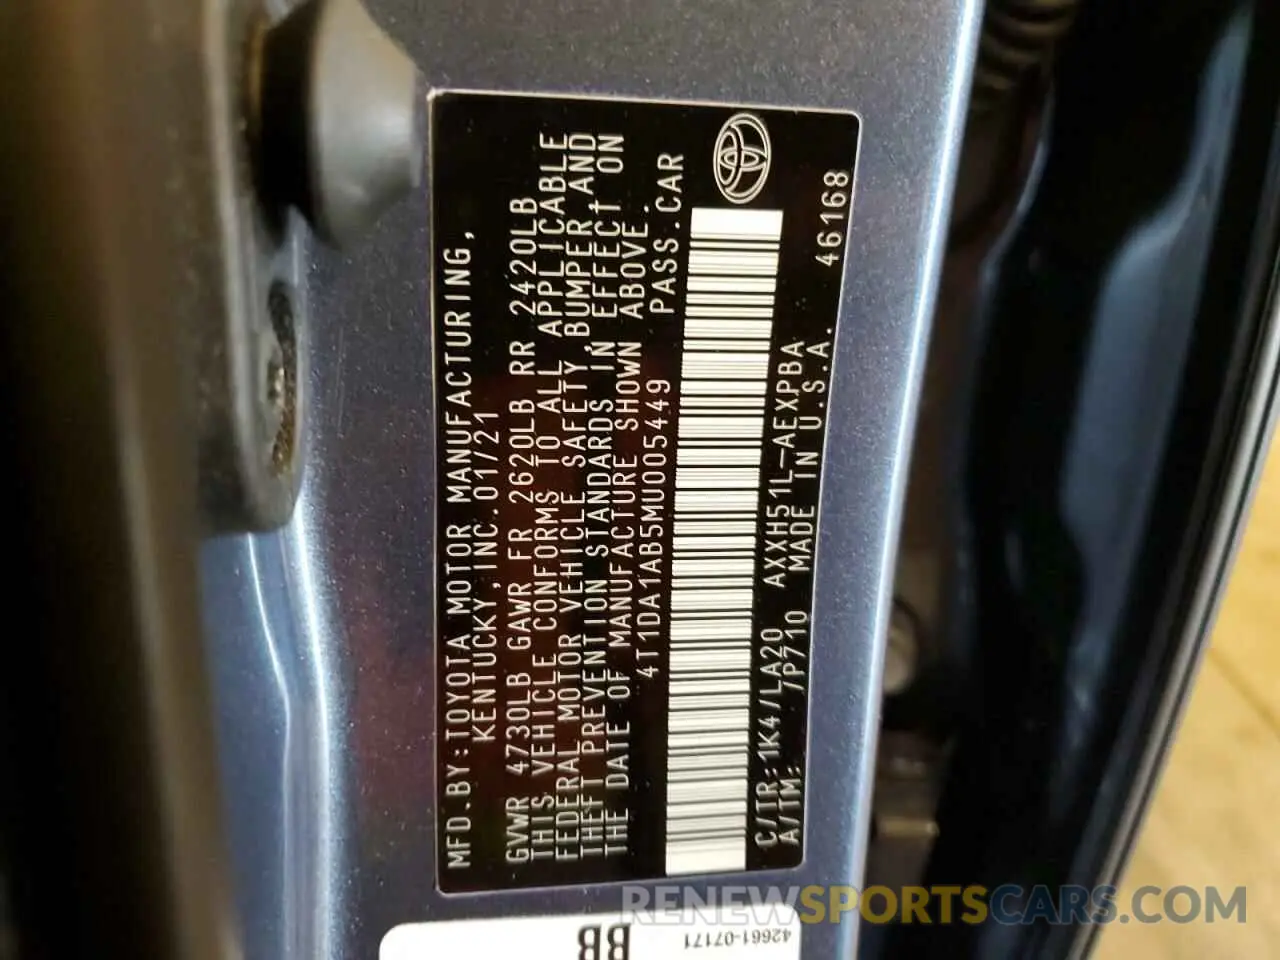 MFD.BY:TOYOTA MOTOR MANUFACTURING,
KENTUCKY,INC.01/21
GVWR 4730LB GAWR FR 2620LB RR 2420LB
THIS VEHICLE CONFORMS TO ALL APPLICABLE
FEDERAL MOTOR VEHICLE SAFETY,BUMPER,AND
THEFT PREVENTION STANDARDS IN EFFECT ON
THE DATE OF MANUFACTURE SHOWN ABOVE.
4T1DA1AB5MU005449 PASS.CAR
C/TR:1K4/LA20 AXXH51L-AEXPBA
A/TM: /P710 MADE IN U.S.A. 46168
BB
42661-07171
RENEWSPORTSCARS.COM